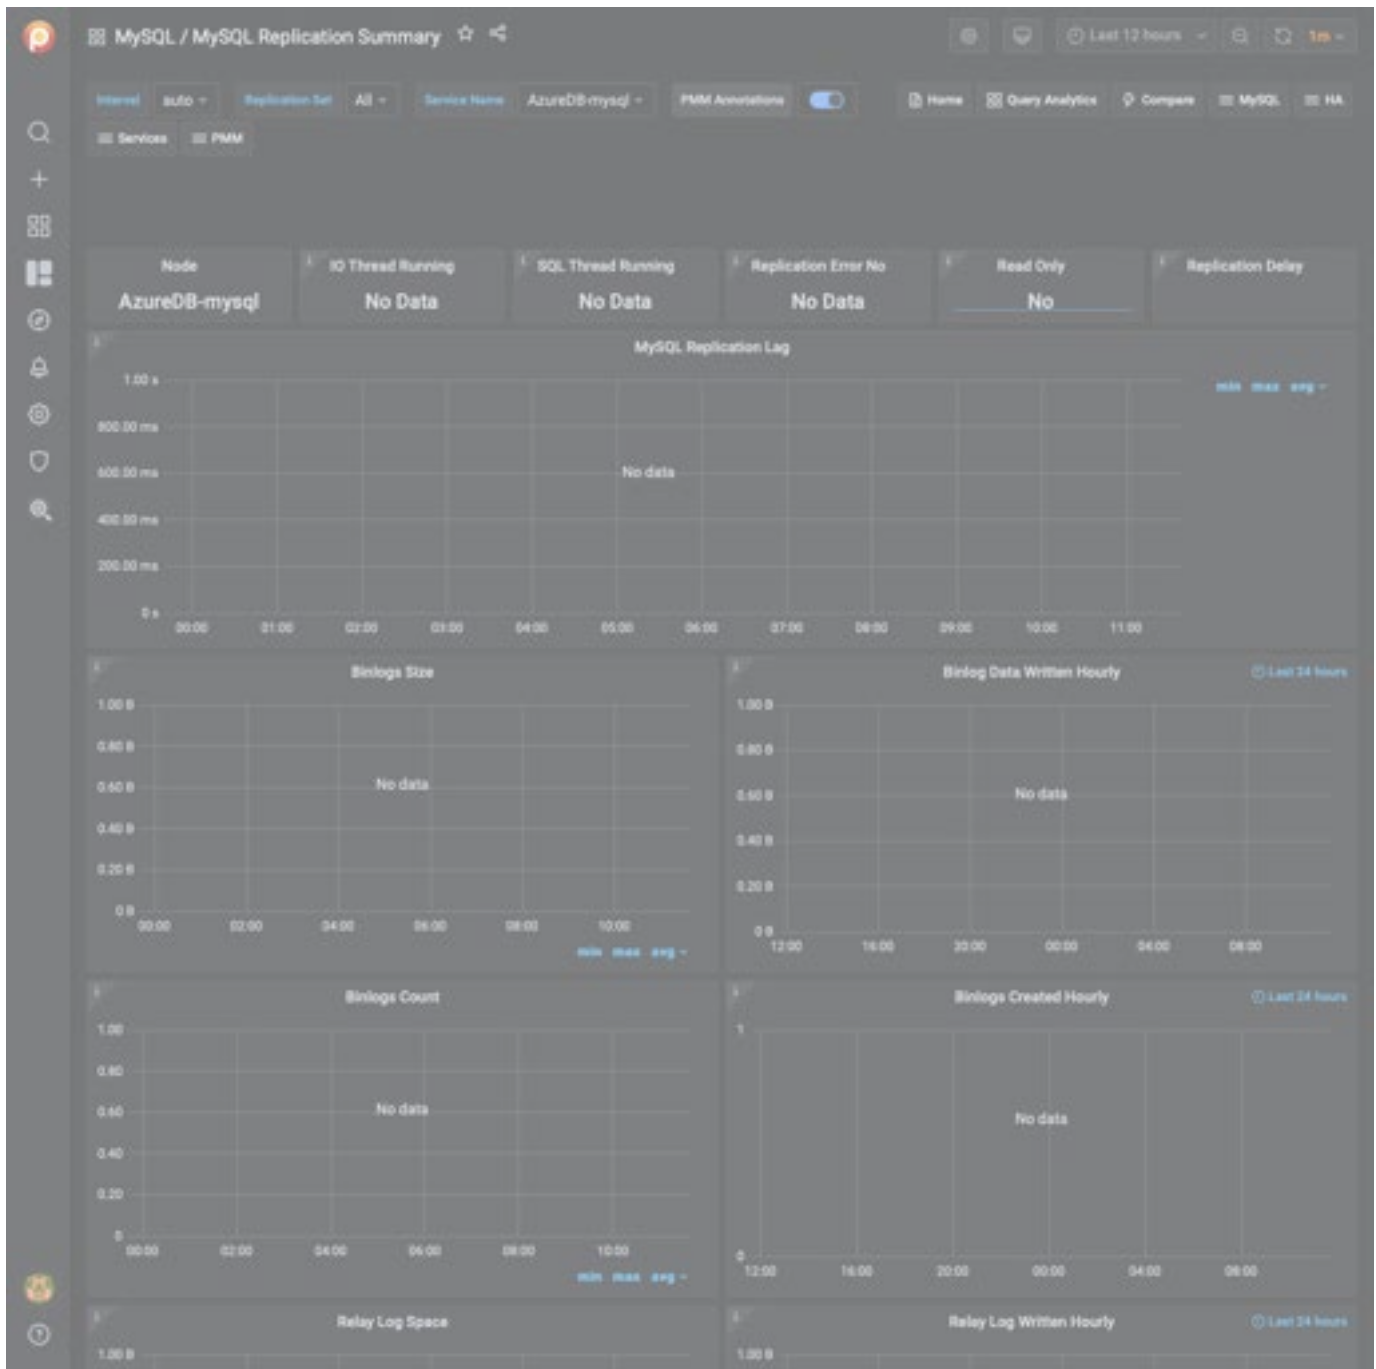 MySQL / MySQL Replication Summary
Last 12 hours
1m
Interval auto Replication Set All Service Name AzureDB-mysql PMM Annotations Home Query Analytics Compare MySQL HA
Services PMM
Node
AzureDB-mysql
IO Thread Running
No Data
SQL Thread Running
No Data
Replication Error No
No Data
Read Only
No
Replication Delay
MySQL Replication Lag
min max avg
1.00 s
800.00 ms
600.00 ms
400.00 ms
200.00 ms
0 s
No data
00:00 01:00 02:00 03:00 04:00 05:00 06:00 07:00 08:00 09:00 10:00 11:00
Binlogs Size
1.00 B
0.80 B
0.60 B
0.40 B
0.20 B
0 B
No data
00:00 02:00 04:00 06:00 08:00 10:00
min max avg
Binlog Data Written Hourly
Last 24 hours
1.00 B
0.80 B
0.60 B
0.40 B
0.20 B
0 B
No data
12:00 16:00 20:00 00:00 04:00 08:00
Binlogs Count
1.00
0.80
0.60
0.40
0.20
0
No data
00:00 02:00 04:00 06:00 08:00 10:00
min max avg
Binlogs Created Hourly
Last 24 hours
1
0
No data
12:00 16:00 20:00 00:00 04:00 08:00
Relay Log Space
1.00 B
Relay Log Written Hourly
Last 24 hours
1.00 B